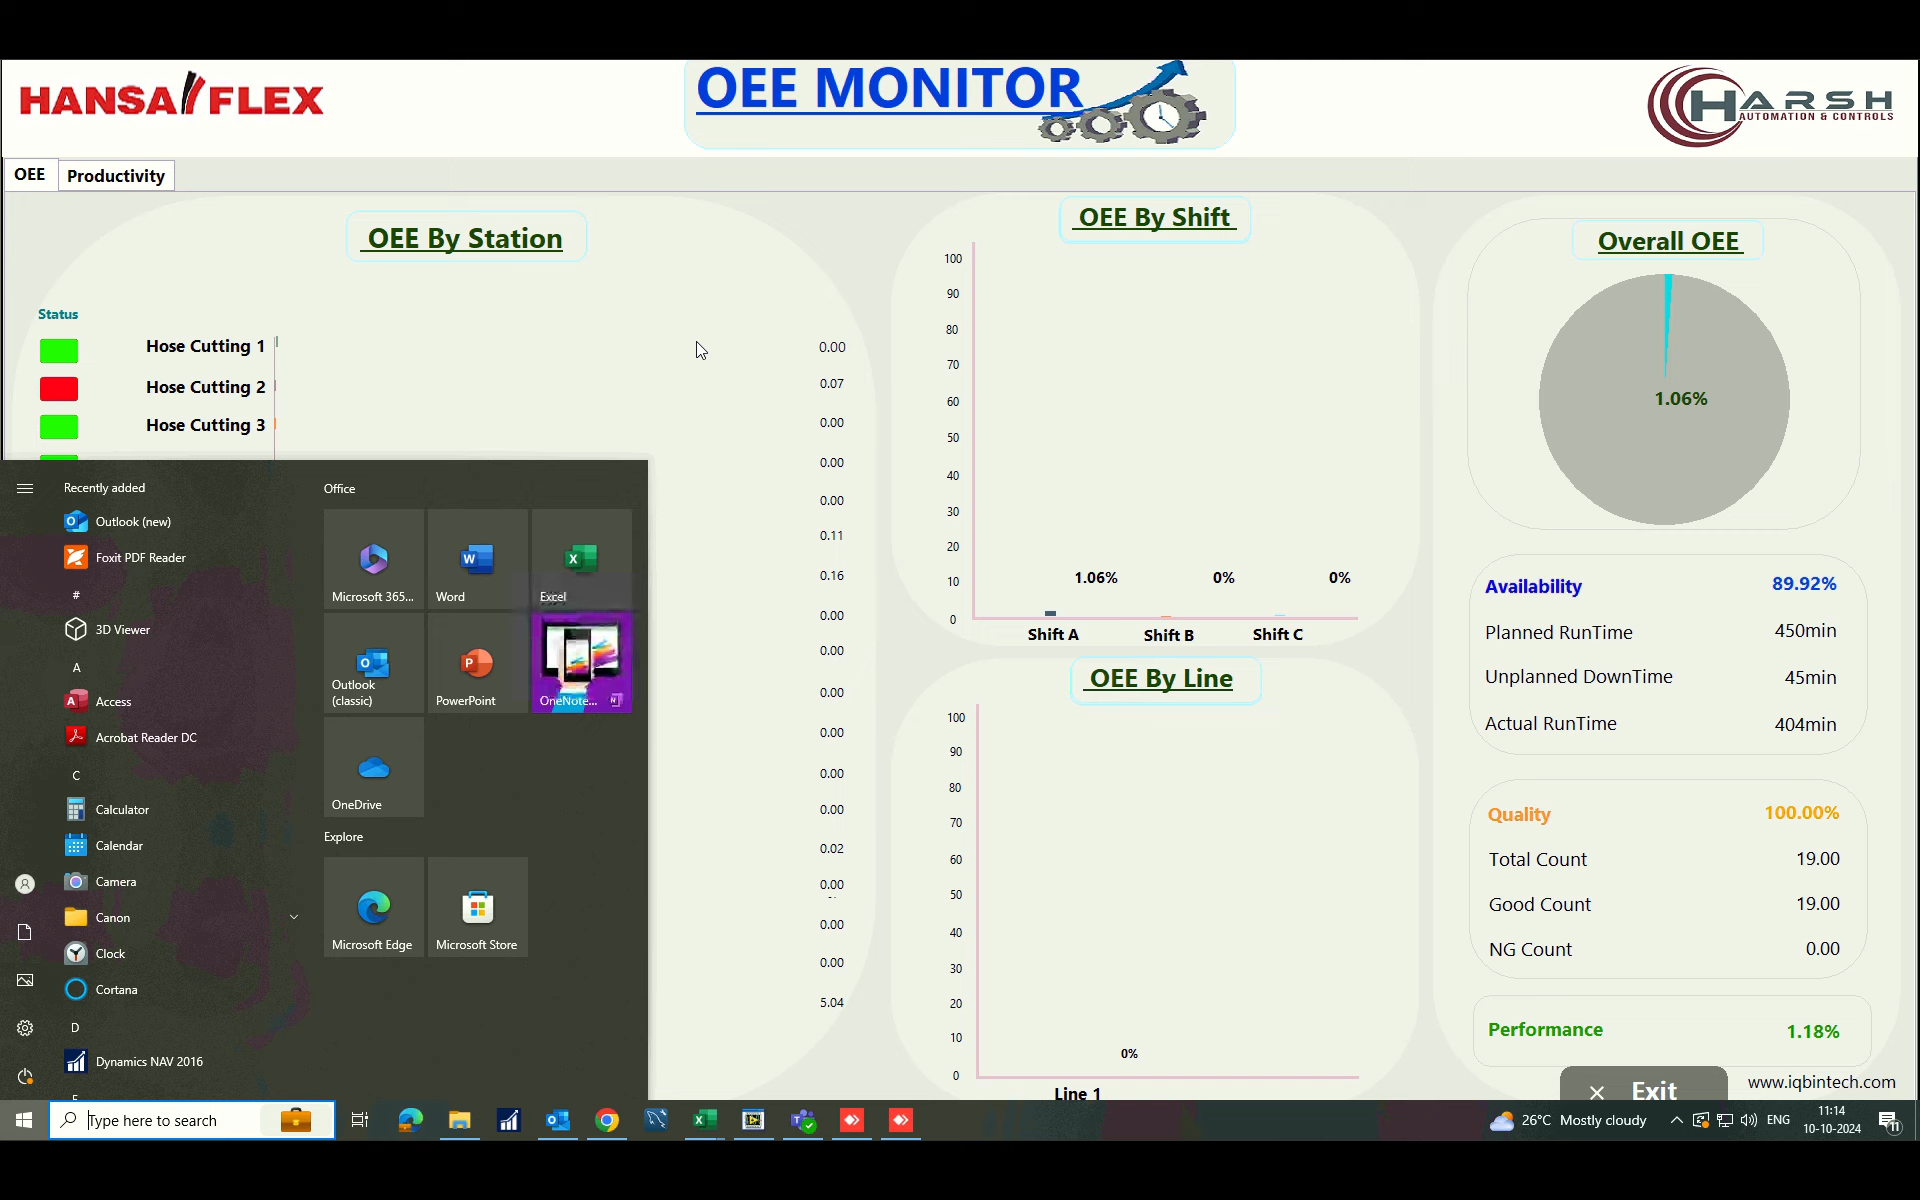 HANSA FLEX
OEE MONITOR
HARSH
AUTOMATION & CONTROLS
OEE
Productivity
OEE By Station
Status
Hose Cutting 1
0.00
Hose Cutting 2
0.07
Hose Cutting 3
0.00
0.00
0.00
0.11
0.16
0.00
0.00
0.00
0.00
0.00
0.00
0.02
0.00
0.00
0.00
5.04
OEE By Shift
100
90
80
70
60
50
40
30
20
10
0
1.06%
0%
0%
Shift A
Shift B
Shift C
OEE By Line
100
90
80
70
60
50
40
30
20
10
0
0%
Line 1
Overall OEE
1.06%
Availability
89.92%
Planned RunTime
450min
Unplanned DownTime
45min
Actual RunTime
404min
Quality
100.00%
Total Count
19.00
Good Count
19.00
NG Count
0.00
Performance
1.18%
Exit
www.iqbintech.com
Recently added
Outlook (new)
Foxit PDF Reader
#
3D Viewer
A
Access
Acrobat Reader DC
C
Calculator
Calendar
Camera
Canon
Clock
Cortana
D
Dynamics NAV 2016
Office
Microsoft 365...
Word
Excel
Outlook
(classic)
PowerPoint
OneNote...
OneDrive
Explore
Microsoft Edge
Microsoft Store
Type here to search
26°C Mostly cloudy
ENG
11:14
10-10-2024
11